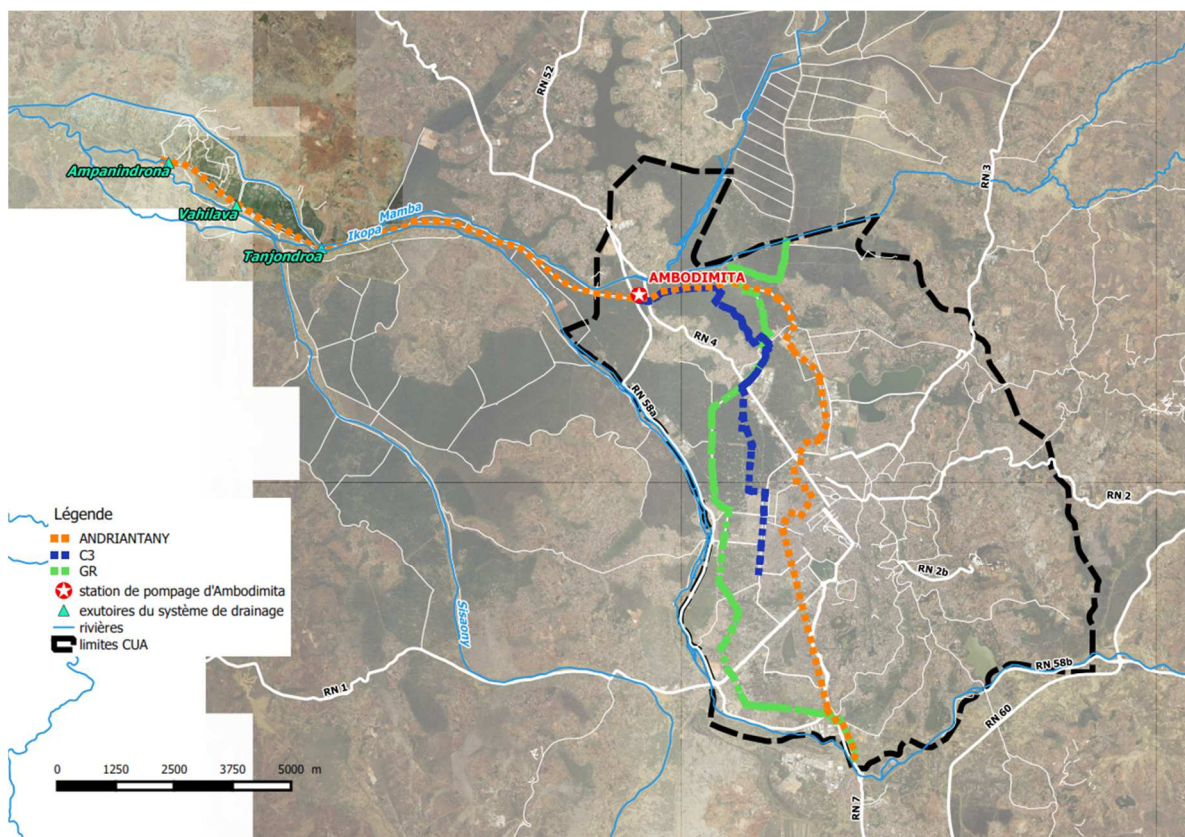 RN 52
RN 3
Ampanindrona
Vahilava
Tanjondroa
Mamba
Ikopa
AMBODIMITA
RN 4
RN 58a
RN 2
RN 2b
Sisaony
RN 1
RN 58b
RN 60
RN 7
Légende
ANDRIANTANY
C3
GR
station de pompage d'Ambodimita
exutoires du système de drainage
rivières
limites CUA
0 1250 2500 3750 5000 m